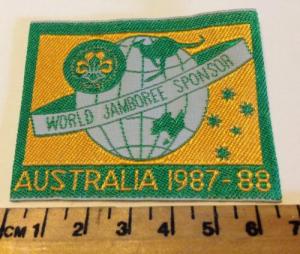 WORLD JAMBOREE SPONSOR
AUSTRALIA 1987-88
CM 1 2 3 4 5 6 7